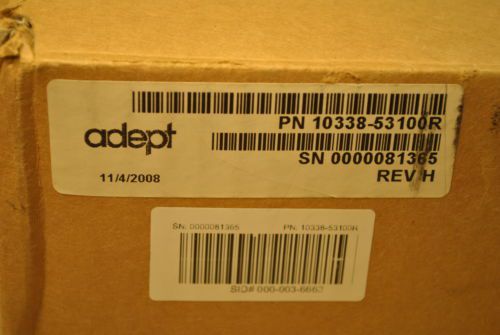 adept
PN 10338-53100R
SN 0000081365
REV H
11/4/2008
SN: 0000081365 PN: 10338-53100R
SID# 000-003-6663